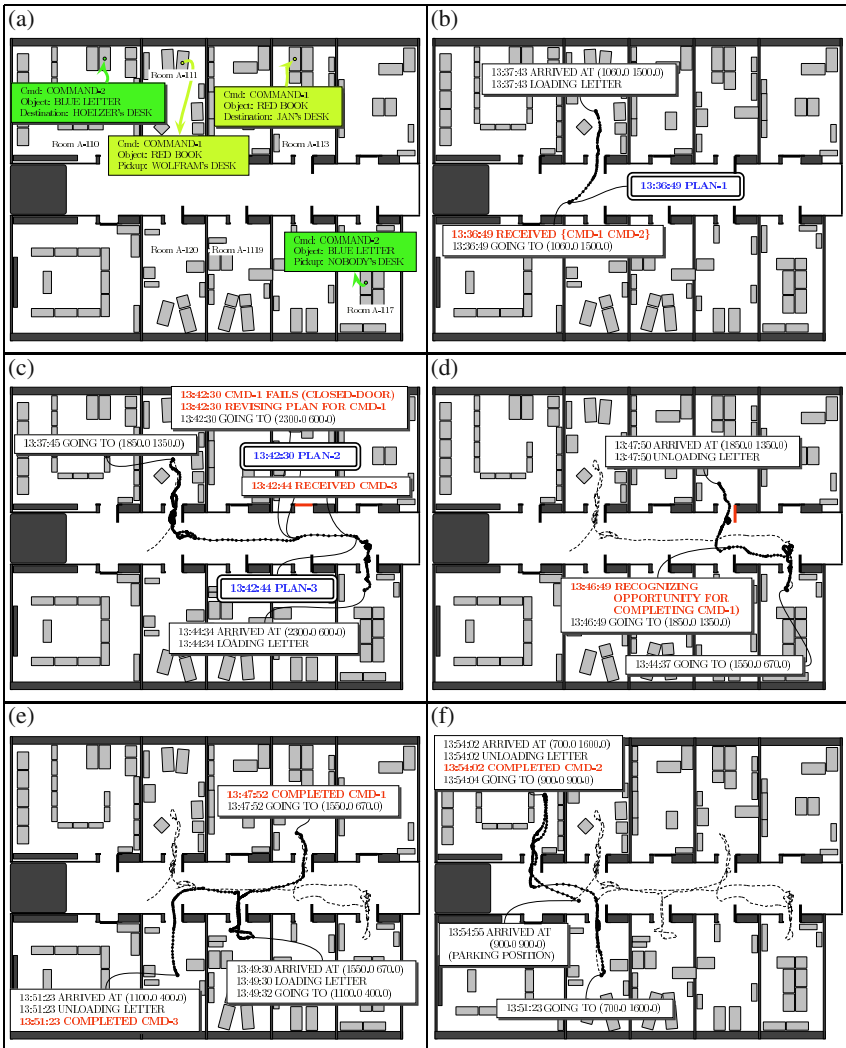 (a)
Room A-111
Cmd: COMMAND-2
Object: BLUE LETTER
Destination: HOELZER's DESK
Cmd: COMMAND-1
Object: RED BOOK
Destination: JAN's DESK
Room A-110
Cmd: COMMAND-1
Object: RED BOOK
Pickup: WOLFRAM's DESK
Room A-113
Room A-120
Room A-1119
Cmd: COMMAND-2
Object: BLUE LETTER
Pickup: NOBODY's DESK
Room A-117
(b)
13:37:43 ARRIVED AT (1060.0 1500.0)
13:37:43 LOADING LETTER
13:36:49 PLAN-1
13:36:49 RECEIVED {CMD-1 CMD-2}
13:36:49 GOING TO (1060.0 1500.0)
(c)
13:42:30 CMD-1 FAILS (CLOSED-DOOR)
13:42:30 REVISING PLAN FOR CMD-1
13:42:30 GOING TO (2300.0 600.0)
13:37:45 GOING TO (1850.0 1350.0)
13:42:30 PLAN-2
13:42:44 RECEIVED CMD-3
13:42:44 PLAN-3
13:44:34 ARRIVED AT (2300.0 600.0)
13:44:34 LOADING LETTER
(d)
13:47:50 ARRIVED AT (1850.0 1350.0)
13:47:50 UNLOADING LETTER
13:46:49 RECOGNIZING
OPPORTUNITY FOR
COMPLETING CMD-1)
13:46:49 GOING TO (1850.0 1350.0)
13:44:37 GOING TO (1550.0 670.0)
(e)
13:47:52 COMPLETED CMD-1
13:47:52 GOING TO (1550.0 670.0)
13:49:30 ARRIVED AT (1550.0 670.0)
13:49:30 LOADING LETTER
13:49:32 GOING TO (1100.0 400.0)
13:51:23 ARRIVED AT (1100.0 400.0)
13:51:23 UNLOADING LETTER
13:51:23 COMPLETED CMD-3
(f)
13:54:02 ARRIVED AT (700.0 1600.0)
13:54:02 UNLOADING LETTER
13:54:02 COMPLETED CMD-2
13:54:04 GOING TO (900.0 900.0)
13:54:55 ARRIVED AT
(900.0 900.0)
(PARKING POSITION)
13:51:23 GOING TO (700.0 1600.0)